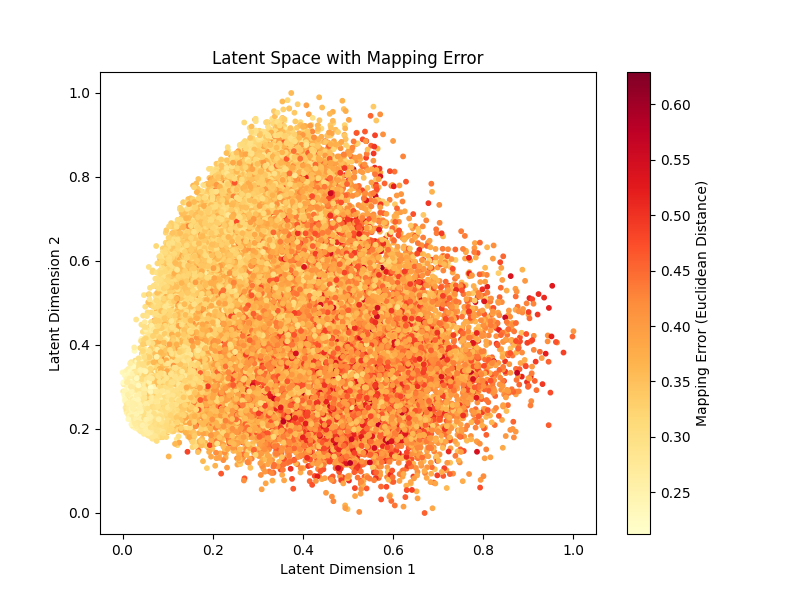 Latent Space with Mapping Error
1.0
0.8
0.6
0.4
0.2
0.0
Latent Dimension 2
0.0 0.2 0.4 0.6 0.8 1.0
Latent Dimension 1
0.60
0.55
0.50
0.45
0.40
0.35
0.30
0.25
Mapping Error (Euclidean Distance)